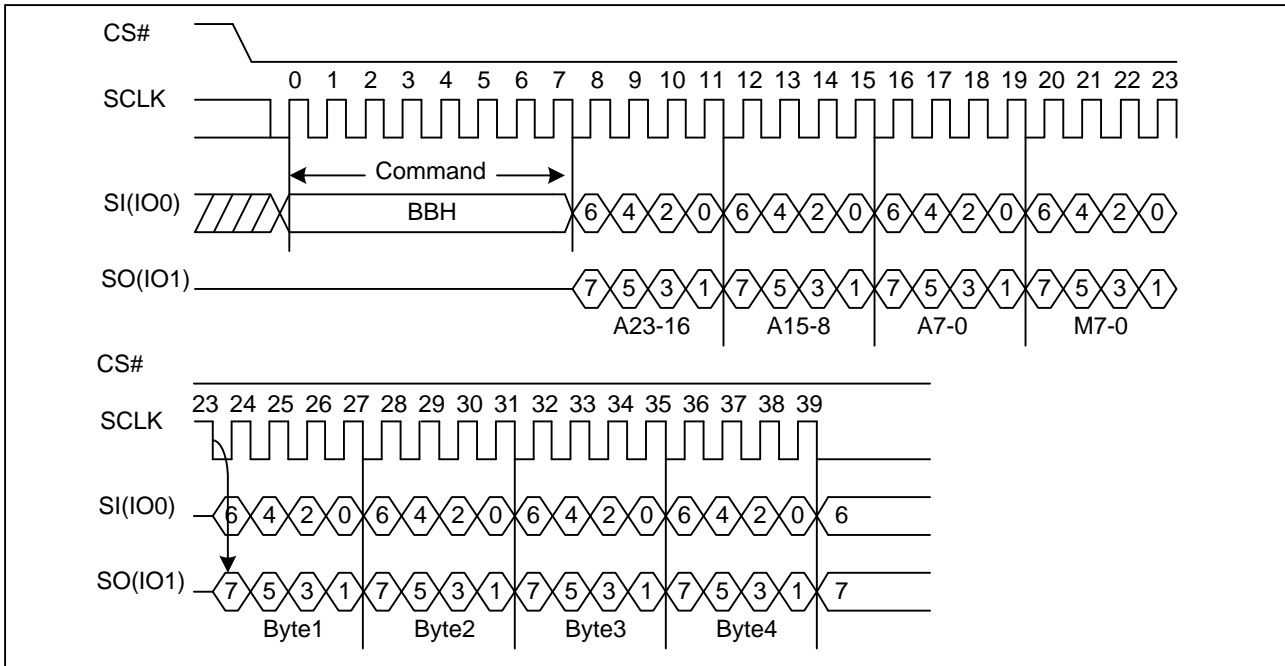 CS#
0 1 2 3 4 5 6 7 8 9 10 11 12 13 14 15 16 17 18 19 20 21 22 23
SCLK
Command
SI(IO0) BBH 6 4 2 0 6 4 2 0 6 4 2 0 6 4 2 0
SO(IO1) 7 5 3 1 7 5 3 1 7 5 3 1 7 5 3 1
A23-16 A15-8 A7-0 M7-0
CS#
23 24 25 26 27 28 29 30 31 32 33 34 35 36 37 38 39
SCLK
SI(IO0) 6 4 2 0 6 4 2 0 6 4 2 0 6 4 2 0 6
SO(IO1) 7 5 3 1 7 5 3 1 7 5 3 1 7 5 3 1 7
Byte1 Byte2 Byte3 Byte4